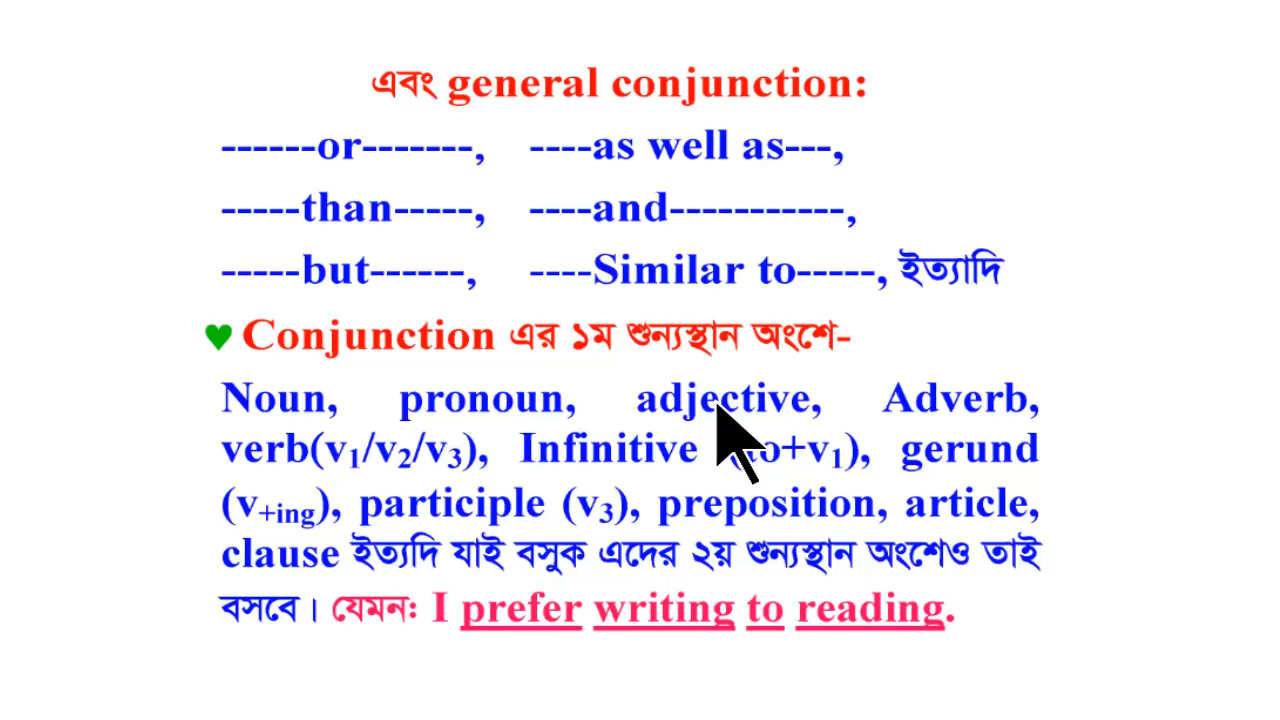 এবং general conjunction:
------or-------, ----as well as---,
-----than-----, ----and-----------,
-----but------, ----Similar to-----, ইত্যাদি
♥ Conjunction এর ১ম শুন্যস্থান অংশে-
Noun, pronoun, adjective, Adverb,
verb(v₁/v₂/v₃), Infinitive (to+v₁), gerund
(v₊ing), participle (v₃), preposition, article,
clause ইত্যদি যাই বসুক এদের ২য় শুন্যস্থান অংশেও তাই
বসবে। যেমনঃ I prefer writing to reading.